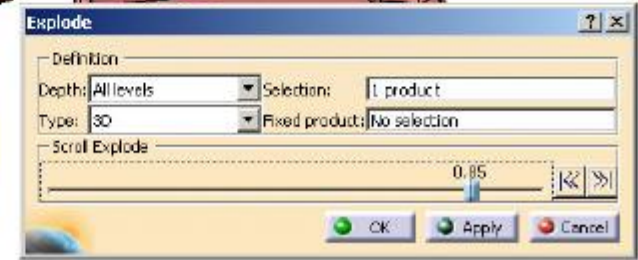 Explode
Definition
Depth: All levels Selection: 1 product
Type: 3D Fixed product: No selection
Scroll Explode
0.85
OK Apply Cancel